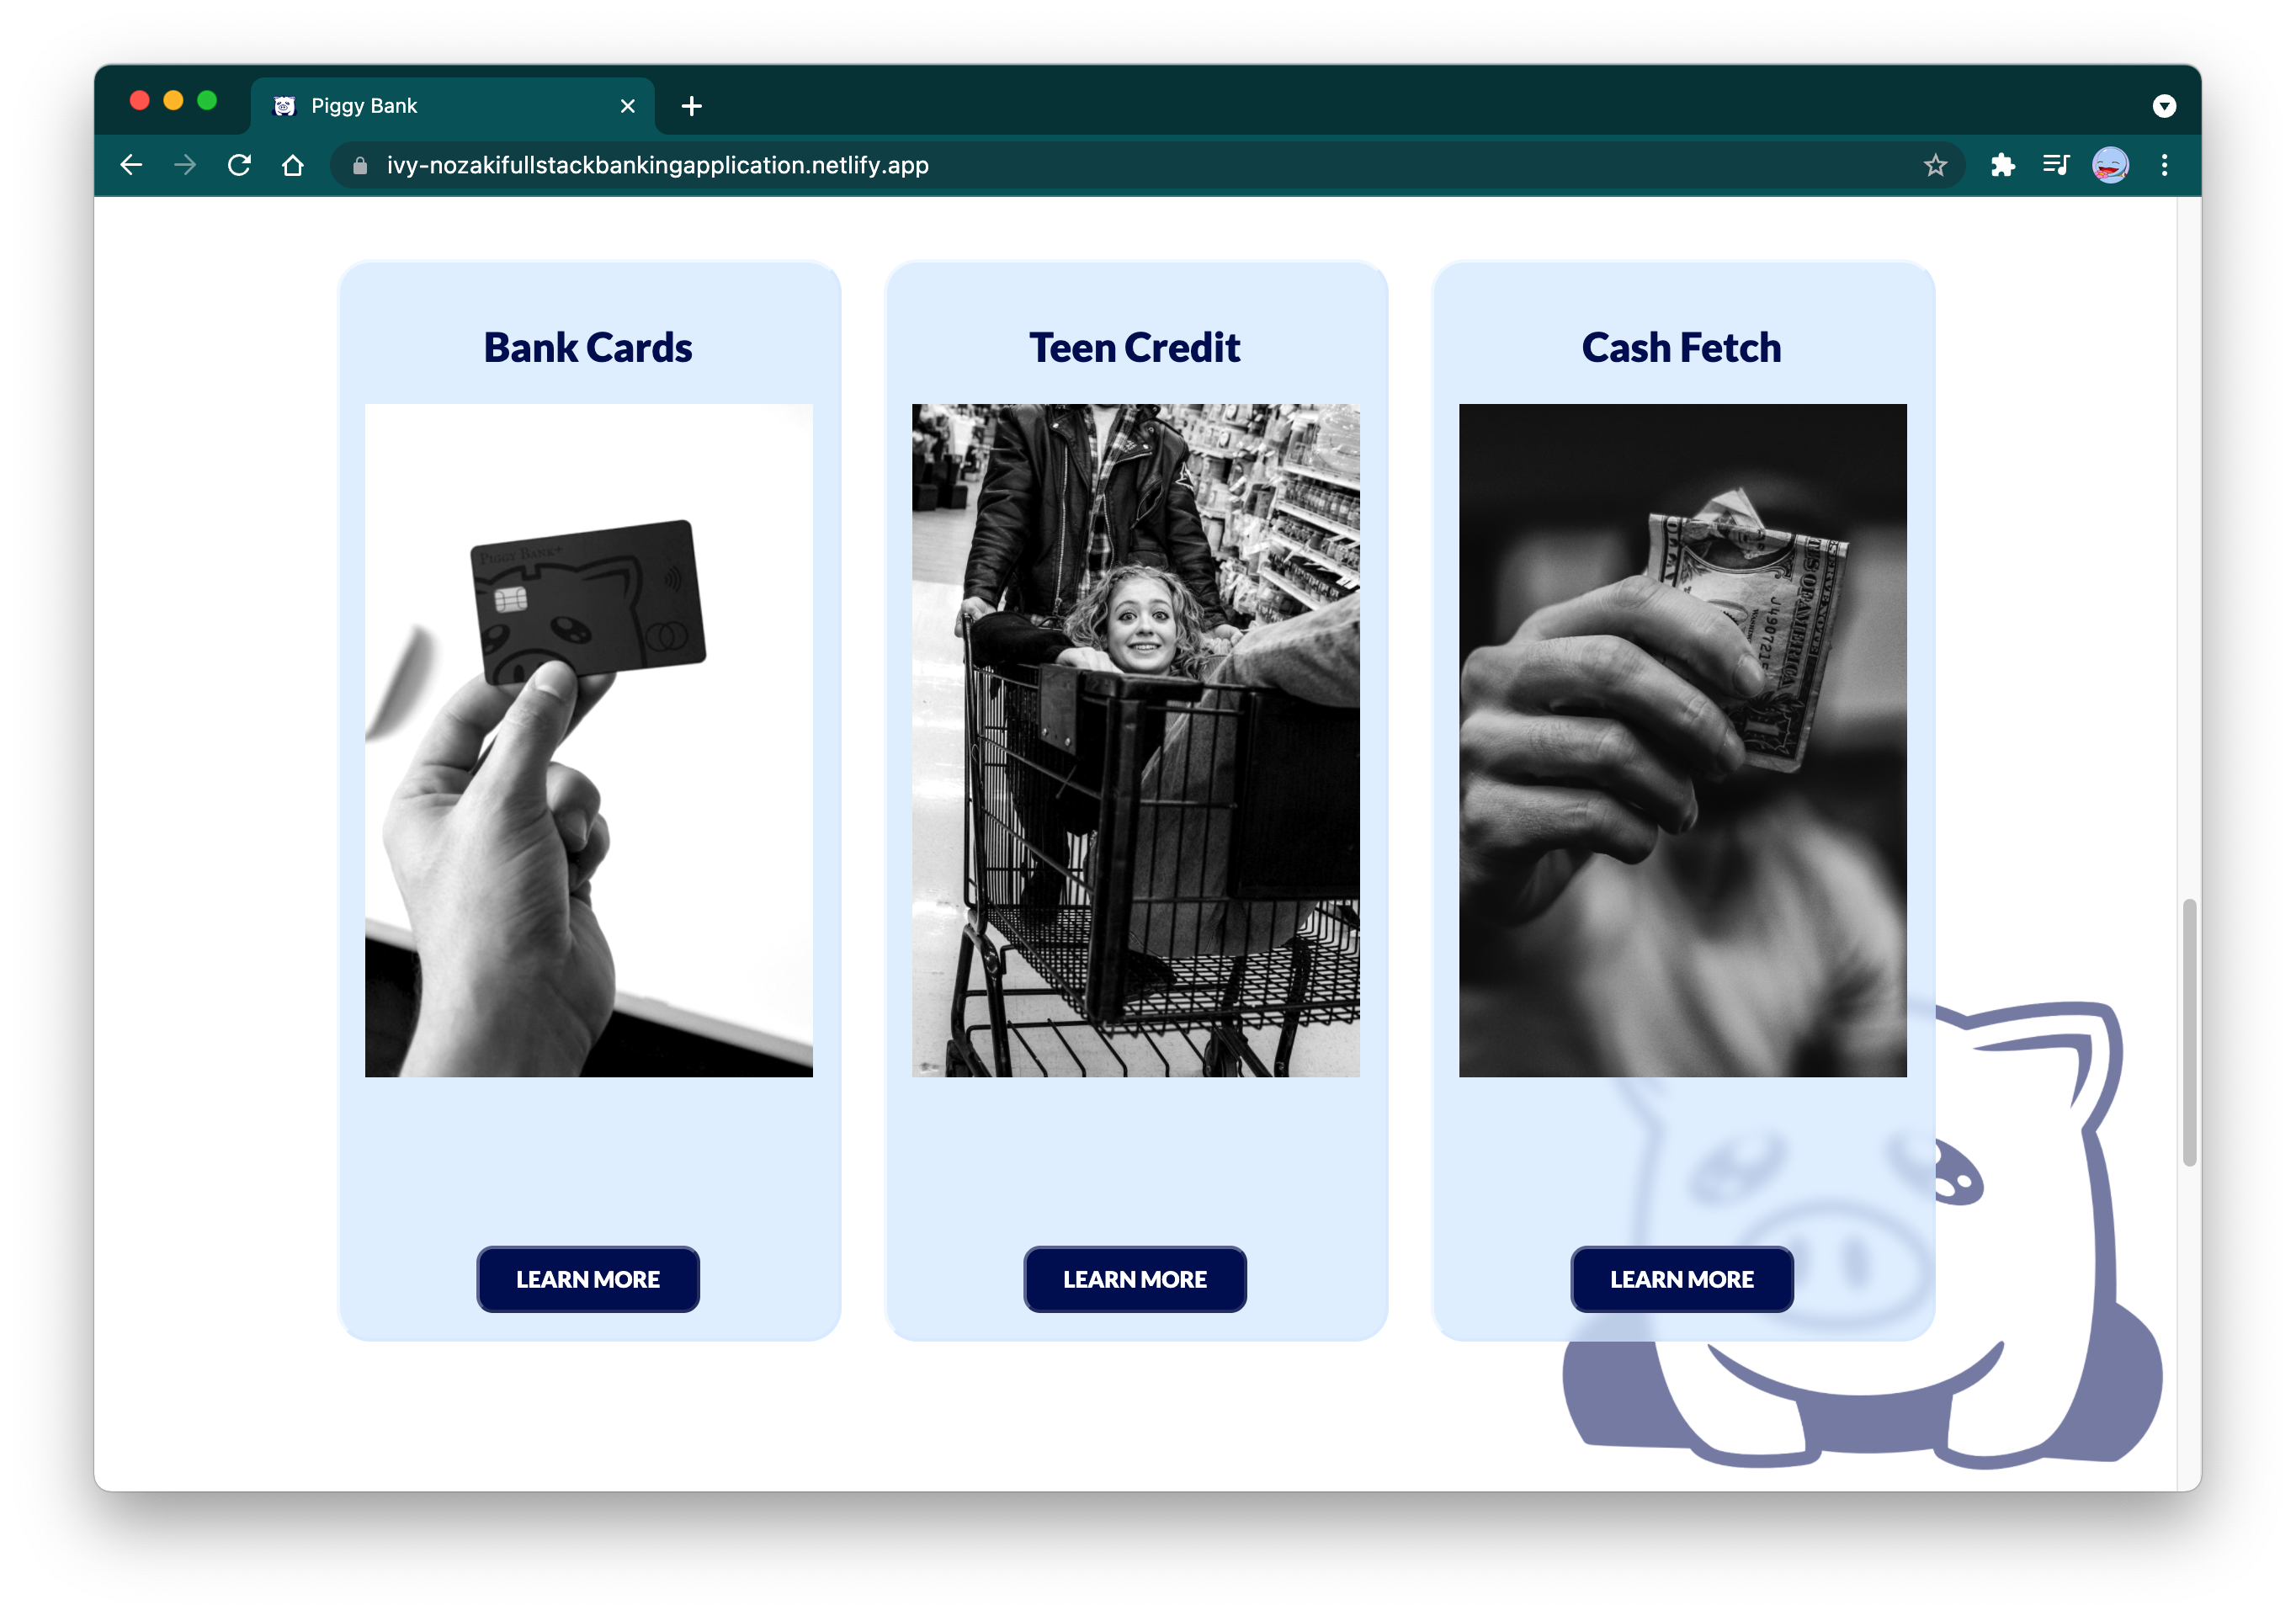 Piggy Bank
ivy-nozakifullstackbankingapplication.netlify.app
Bank Cards
Teen Credit
Cash Fetch
PIGGY BANK+
LEARN MORE
LEARN MORE
LEARN MORE